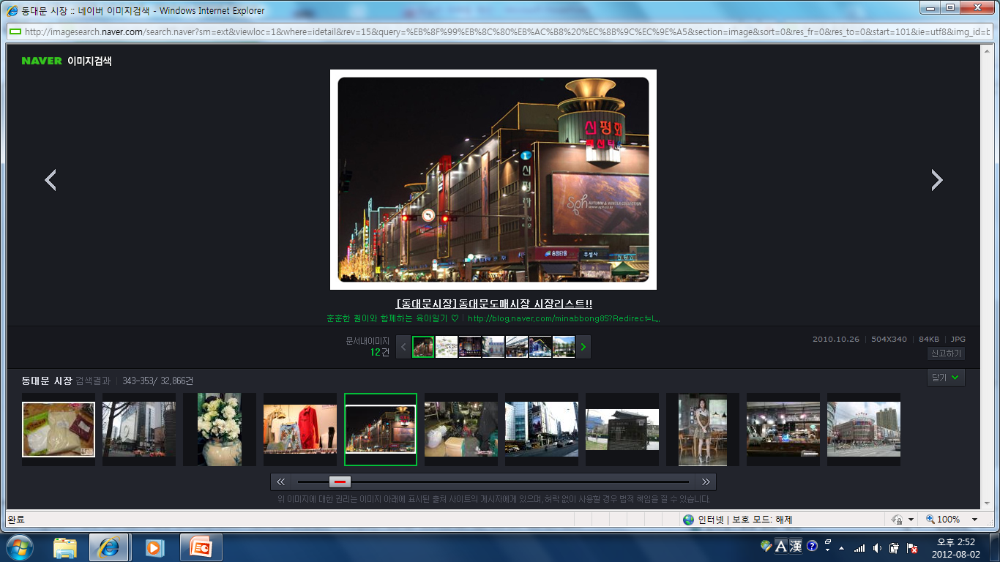 동대문 시장 :: 네이버 이미지검색 - Windows Internet Explorer
http://imagesearch.naver.com/search.naver?sm=ext&viewloc=1&where=idetail&rev=15&query=%EB%8F%99%EB%8C%80%EB%AC%B8%20%EC%8B%9C%EC%9E%A5&section=image&sort=0&res_fr=0&res_to=0&start=101&ie=utf8&img_id=b
NAVER 이미지검색
신평화
패션타운
신평화
sph AUTUMN & WINTER COLLECTION
www.sph.co.kr
[동대문시장]동대문도매시장 시장리스트!!
훈훈한 훤이와 함께하는 육아일기 ♡ | http://blog.naver.com/minabbong85?Redirect=L...
문서내이미지
12건
2010.10.26 | 504X340 | 84KB | JPG
신고하기
동대문 시장 검색결과 | 343-353/ 32,866건
닫기
위 이미지에 대한 권리는 이미지 아래에 표시된 출처 사이트의 게시자에게 있으며, 허락 없이 사용할 경우 법적 책임을 질 수 있습니다.
완료
인터넷 | 보호 모드: 해제
100%
A 漢
오후 2:52
2012-08-02